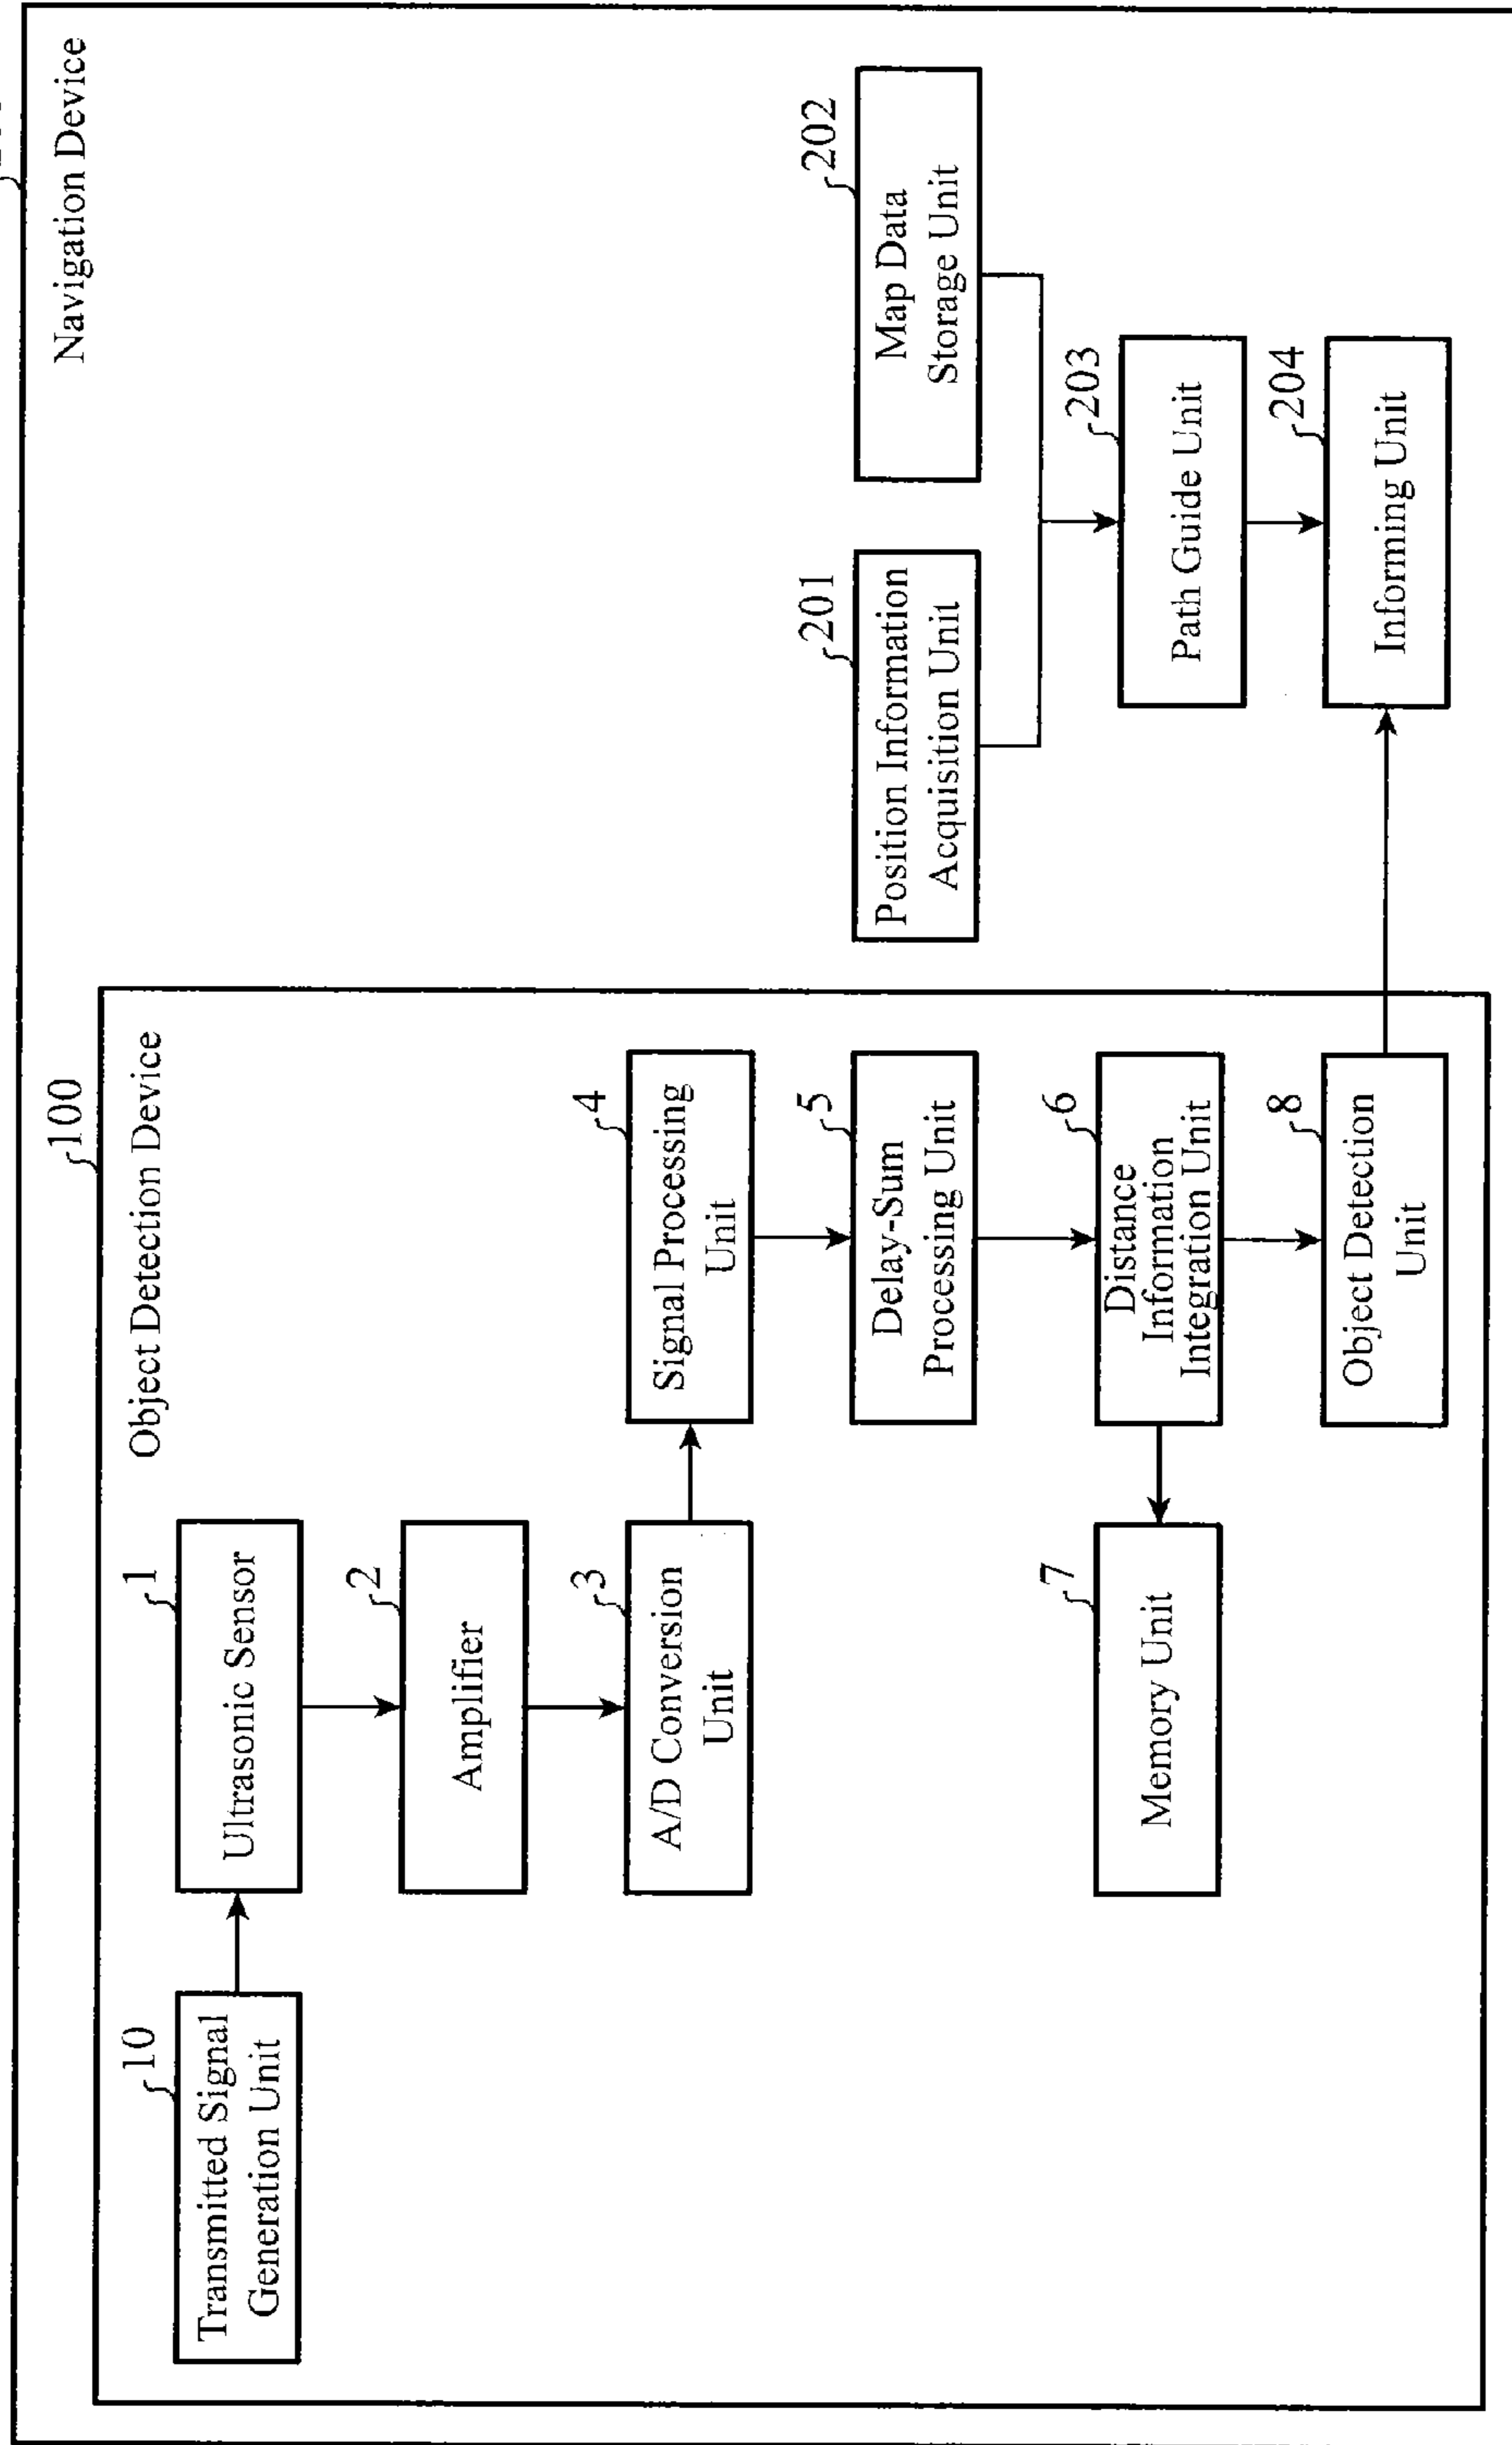 Navigation Device
100
Object Detection Device
10
Transmitted Signal
Generation Unit
1
Ultrasonic Sensor
2
Amplifier
3
A/D Conversion
Unit
4
Signal Processing
Unit
5
Delay-Sum
Processing Unit
6
Distance
Information
Integration Unit
7
Memory Unit
8
Object Detection
Unit
201
Position Information
Acquisition Unit
202
Map Data
Storage Unit
203
Path Guide Unit
204
Informing Unit